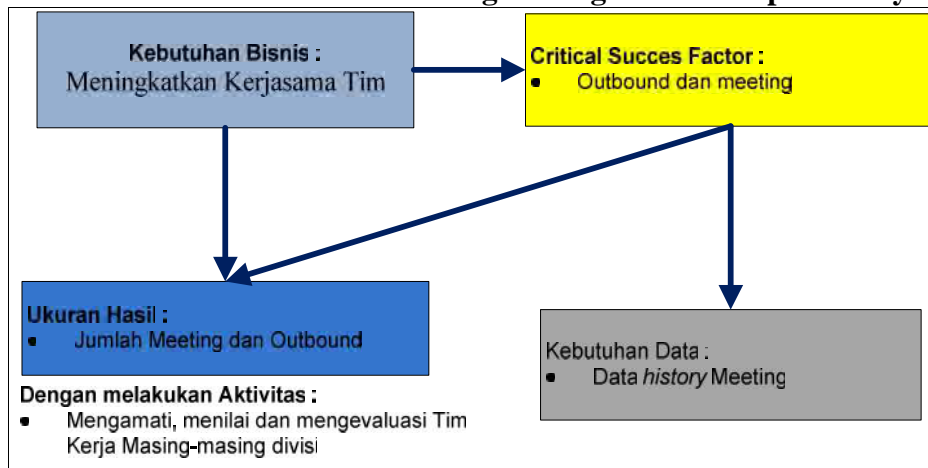 Kebutuhan Bisnis :
Meningkatkan Kerjasama Tim
Critical Succes Factor :
• Outbound dan meeting
Ukuran Hasil :
• Jumlah Meeting dan Outbound
Kebutuhan Data :
• Data history Meeting
Dengan melakukan Aktivitas :
• Mengamati, menilai dan mengevaluasi Tim
Kerja Masing-masing divisi